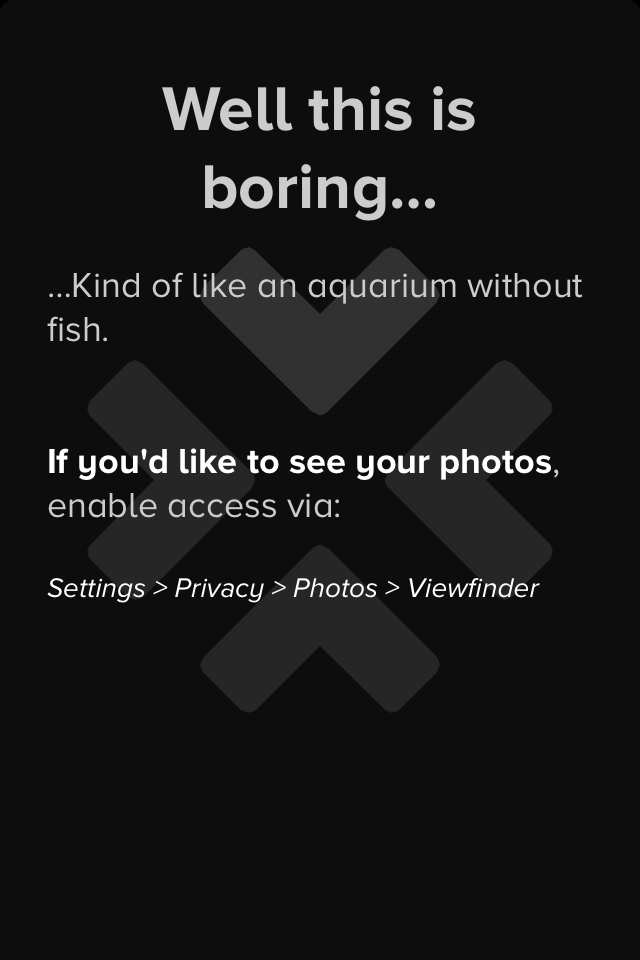 Well this is
boring...
...Kind of like an aquarium without
fish.
If you'd like to see your photos,
enable access via:
Settings > Privacy > Photos > Viewfinder